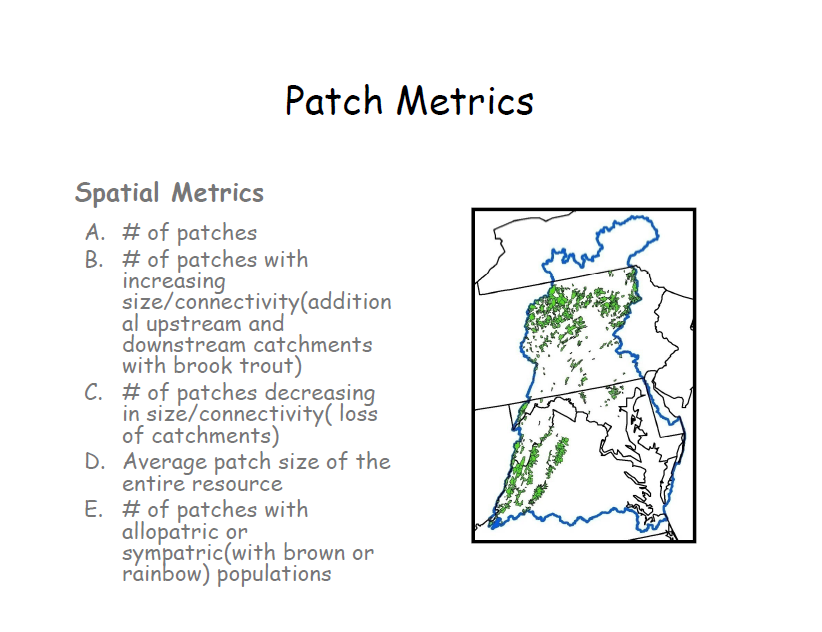 Patch Metrics
Spatial Metrics
A. # of patches
B. # of patches with
increasing
size/connectivity(addition
al upstream and
downstream catchments
with brook trout)
C. # of patches decreasing
in size/connectivity( loss
of catchments)
D. Average patch size of the
entire resource
E. # of patches with
allopatric or
sympatric(with brown or
rainbow) populations